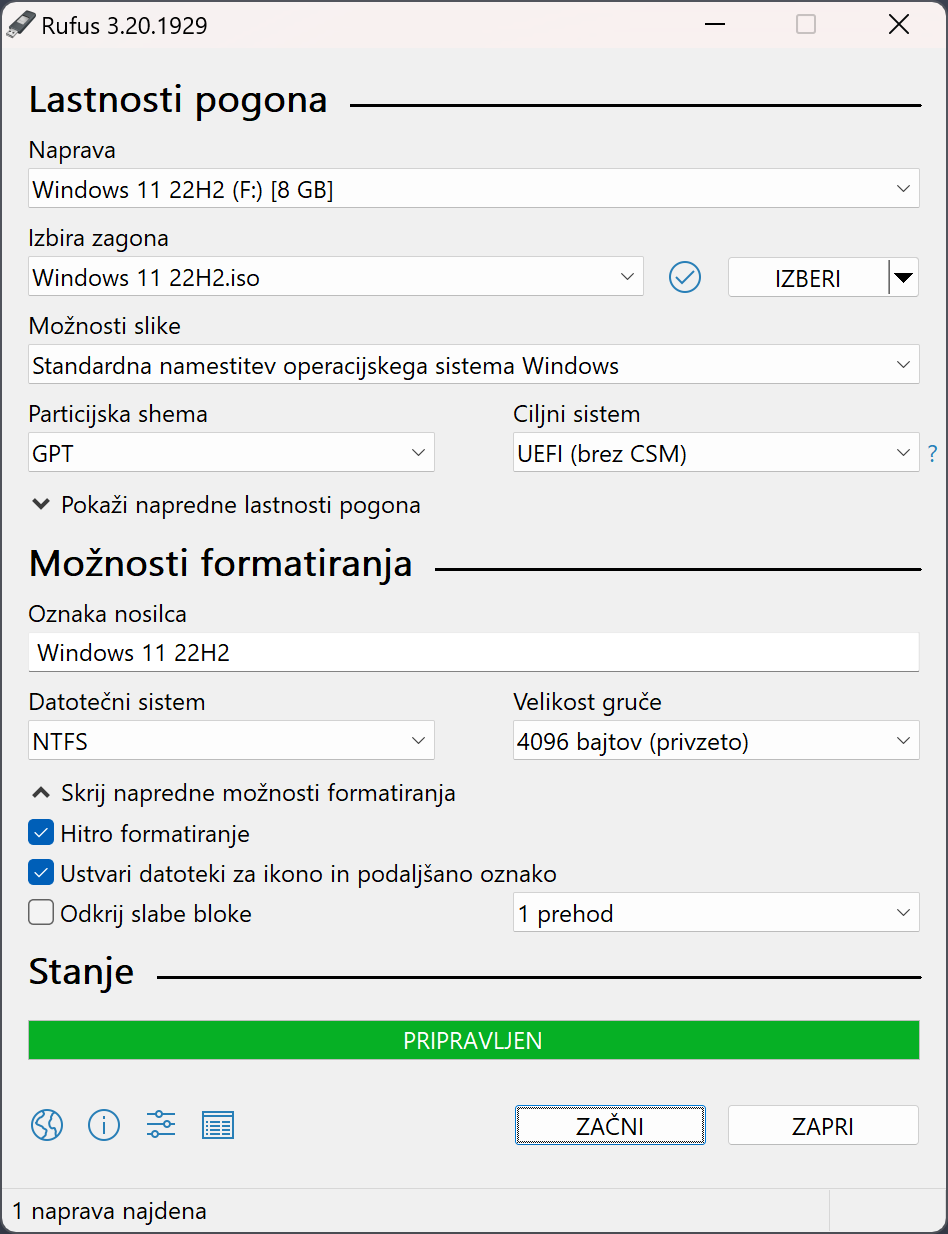 Rufus 3.20.1929
Lastnosti pogona
Naprava
Windows 11 22H2 (F:) [8 GB]
Izbira zagona
Windows 11 22H2.iso
IZBERI
Možnosti slike
Standardna namestitev operacijskega sistema Windows
Particijska shema
Ciljni sistem
GPT
UEFI (brez CSM)
?
Pokaži napredne lastnosti pogona
Možnosti formatiranja
Oznaka nosilca
Windows 11 22H2
Datotečni sistem
Velikost gruče
NTFS
4096 bajtov (privzeto)
Skrij napredne možnosti formatiranja
Hitro formatiranje
Ustvari datoteki za ikono in podaljšano oznako
Odkrij slabe bloke
1 prehod
Stanje
PRIPRAVLJEN
ZAČNI
ZAPRI
1 naprava najdena